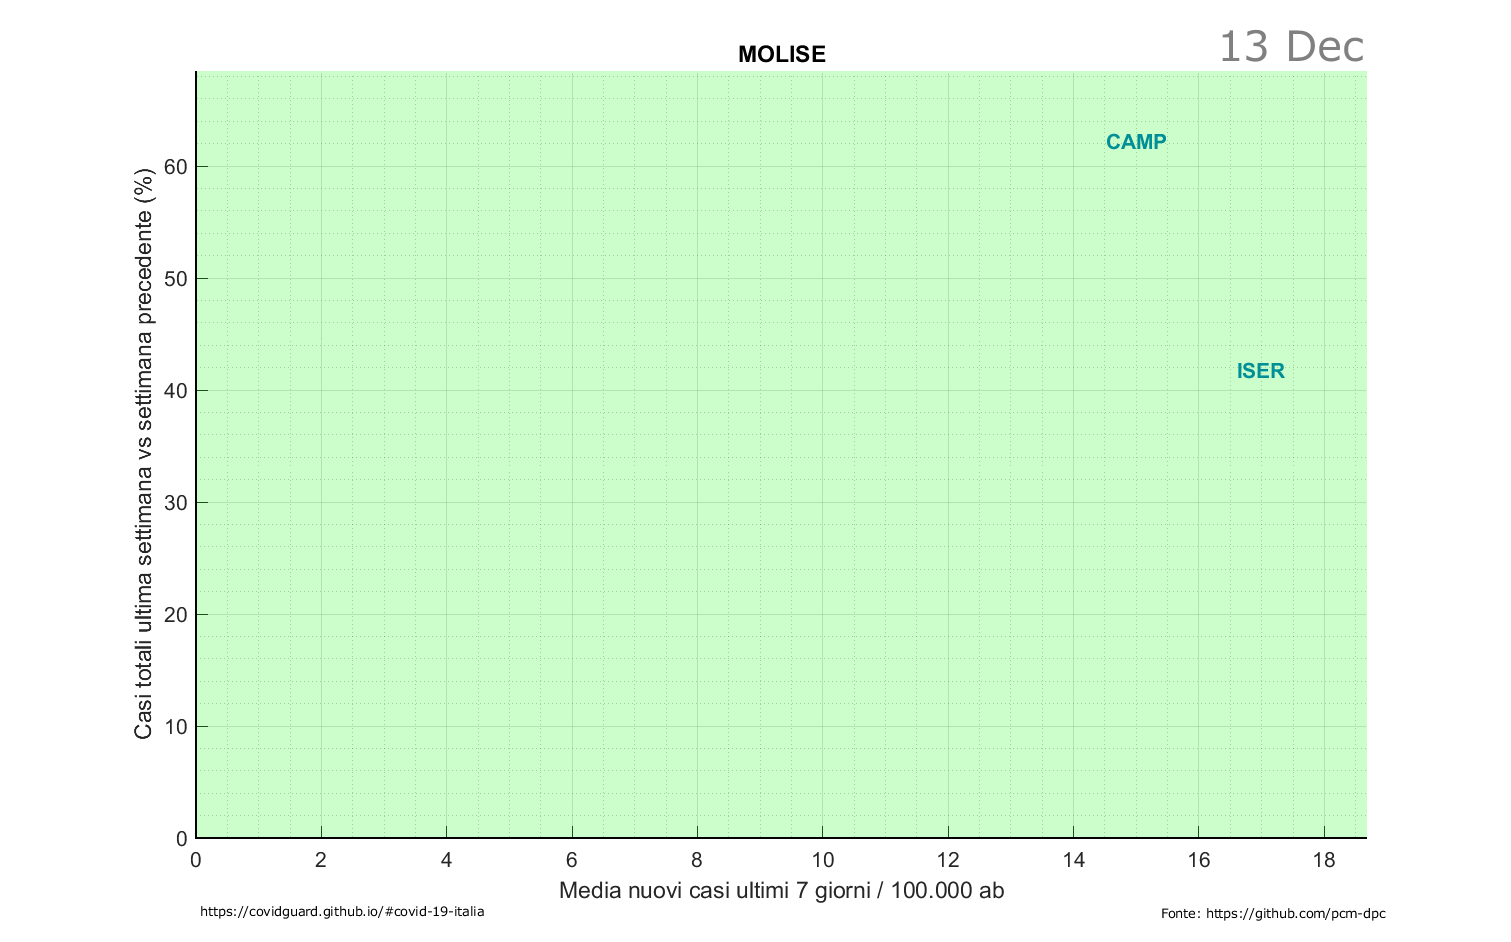 MOLISE
13 Dec
CAMP
ISER
Casi totali ultima settimana vs settimana precedente (%)
60
50
40
30
20
10
0
0 2 4 6 8 10 12 14 16 18
Media nuovi casi ultimi 7 giorni / 100.000 ab
https://covidguard.github.io/#covid-19-italia
Fonte: https://github.com/pcm-dpc